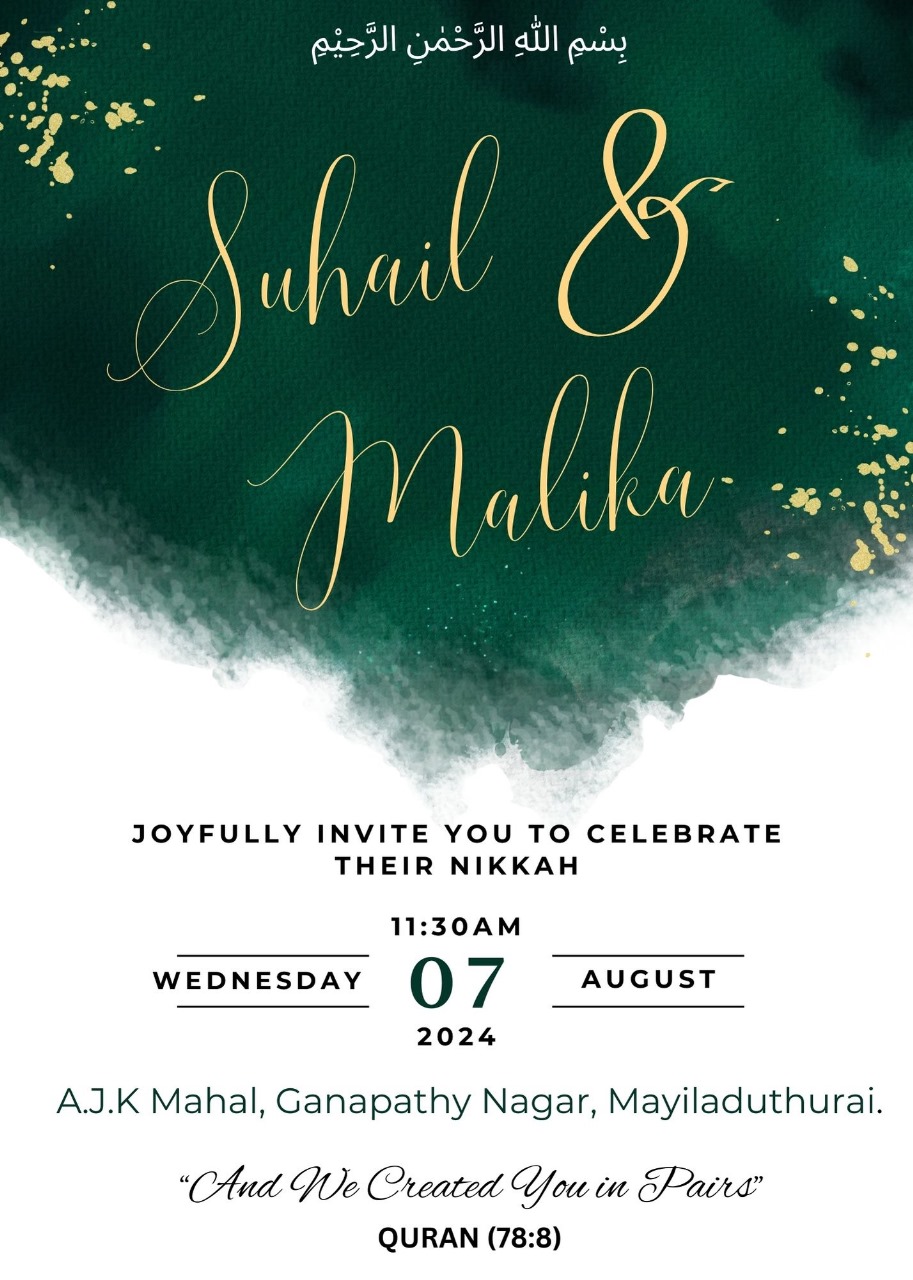 بِسْمِ اللّٰهِ الرَّحْمٰنِ الرَّحِيْمِ
Suhail &
Malika
JOYFULLY INVITE YOU TO CELEBRATE
THEIR NIKKAH
11:30AM
WEDNESDAY 07 AUGUST
2024
A.J.K Mahal, Ganapathy Nagar, Mayiladuthurai.
“And We Created You in Pairs”
QURAN (78:8)